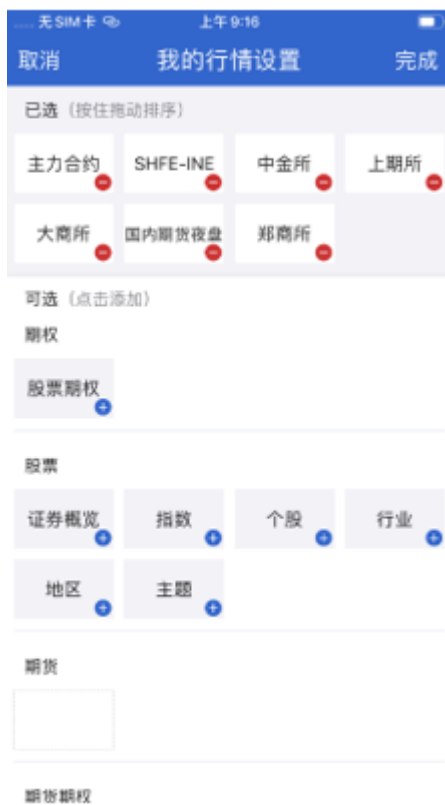 无SIM卡 上午9:16
取消 我的行情设置 完成
已选（按住拖动排序）
主力合约 SHFE-INE 中金所 上期所
大商所 国内期货夜盘 郑商所
可选（点击添加）
期权
股票期权
股票
证券概览 指数 个股 行业
地区 主题
期货
期货期权